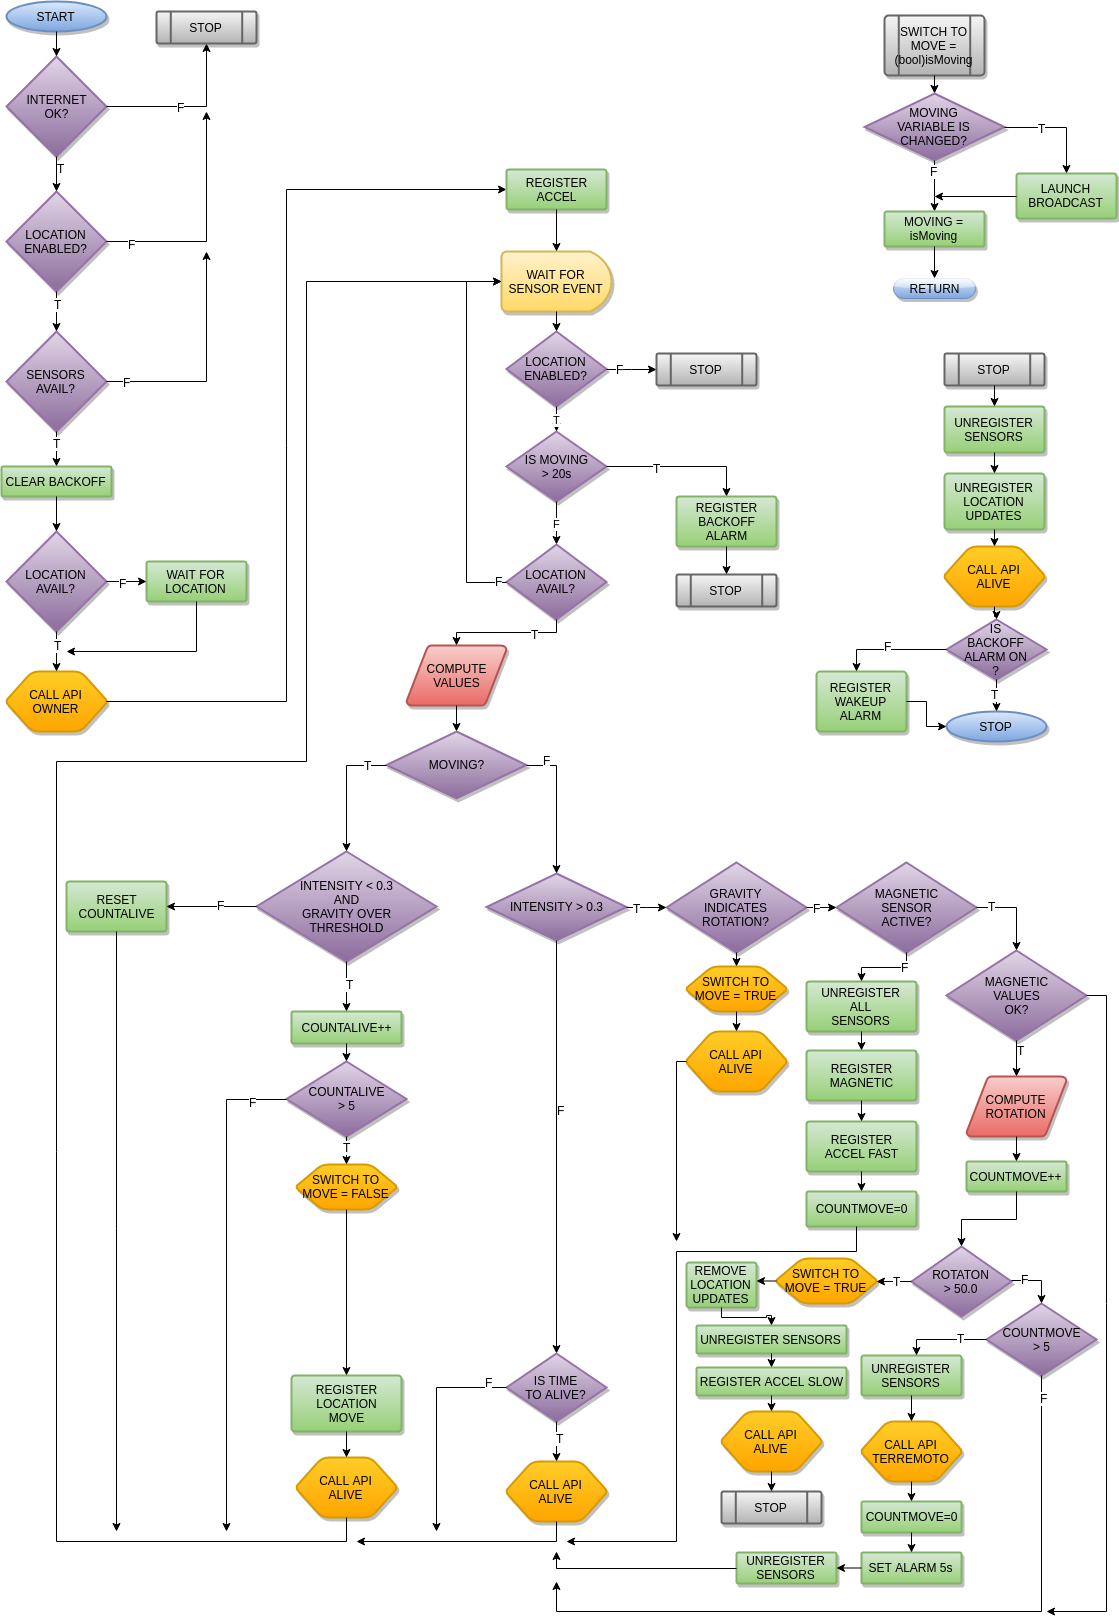 START
STOP
INTERNET
OK?
F
T
LOCATION
ENABLED?
F
T
SENSORS
AVAIL?
F
T
CLEAR BACKOFF
LOCATION
AVAIL?
F
WAIT FOR
LOCATION
T
CALL API
OWNER
REGISTER
ACCEL
WAIT FOR
SENSOR EVENT
LOCATION
ENABLED?
F
STOP
T
IS MOVING
> 20s
T
REGISTER
BACKOFF
ALARM
STOP
F
LOCATION
AVAIL?
F
T
COMPUTE
VALUES
MOVING?
T
F
SWITCH TO
MOVE =
(bool)isMoving
MOVING
VARIABLE IS
CHANGED?
T
F
LAUNCH
BROADCAST
MOVING =
isMoving
RETURN
STOP
UNREGISTER
SENSORS
UNREGISTER
LOCATION
UPDATES
CALL API
ALIVE
IS
BACKOFF
ALARM ON
?
F
REGISTER
WAKEUP
ALARM
T
STOP
INTENSITY < 0.3
AND
GRAVITY OVER
THRESHOLD
F
RESET
COUNTALIVE
T
COUNTALIVE++
COUNTALIVE
> 5
F
T
SWITCH TO
MOVE = FALSE
REGISTER
LOCATION
MOVE
CALL API
ALIVE
INTENSITY > 0.3
T
F
IS TIME
TO ALIVE?
F
T
CALL API
ALIVE
GRAVITY
INDICATES
ROTATION?
F
SWITCH TO
MOVE = TRUE
CALL API
ALIVE
MAGNETIC
SENSOR
ACTIVE?
T
F
UNREGISTER
ALL
SENSORS
REGISTER
MAGNETIC
REGISTER
ACCEL FAST
COUNTMOVE=0
MAGNETIC
VALUES
OK?
T
COMPUTE
ROTATION
COUNTMOVE++
ROTATON
> 50.0
T
F
SWITCH TO
MOVE = TRUE
REMOVE
LOCATION
UPDATES
UNREGISTER SENSORS
REGISTER ACCEL SLOW
CALL API
ALIVE
STOP
COUNTMOVE
> 5
T
F
UNREGISTER
SENSORS
CALL API
TERREMOTO
COUNTMOVE=0
SET ALARM 5s
UNREGISTER
SENSORS